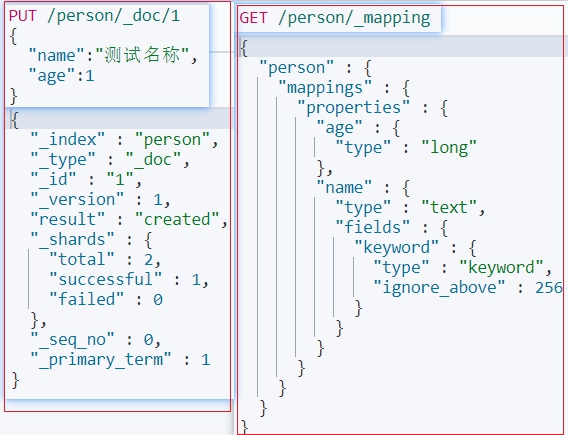 PUT /person/_doc/1
{
  "name":"测试名称",
  "age":1
}
{
  "_index" : "person",
  "_type" : "_doc",
  "_id" : "1",
  "_version" : 1,
  "result" : "created",
  "_shards" : {
    "total" : 2,
    "successful" : 1,
    "failed" : 0
  },
  "_seq_no" : 0,
  "_primary_term" : 1
}
GET /person/_mapping
{
  "person" : {
    "mappings" : {
      "properties" : {
        "age" : {
          "type" : "long"
        },
        "name" : {
          "type" : "text",
          "fields" : {
            "keyword" : {
              "type" : "keyword",
              "ignore_above" : 256
            }
          }
        }
      }
    }
  }
}